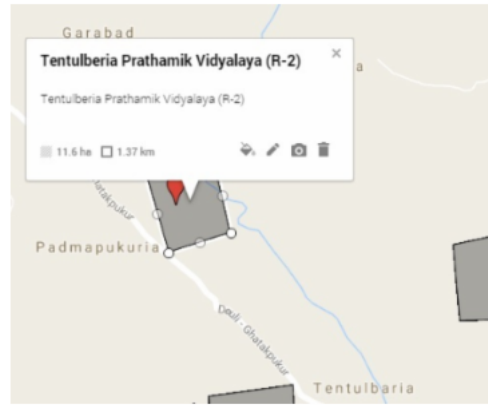 Garabad
Tentulberia Prathamik Vidyalaya (R-2)
a
Tentulberia Prathamik Vidyalaya (R-2)
11.6 ha 1.37 km
Ghatakpukur
Padmapukuria
Deuli - Ghatakpukur
Tentulbaria